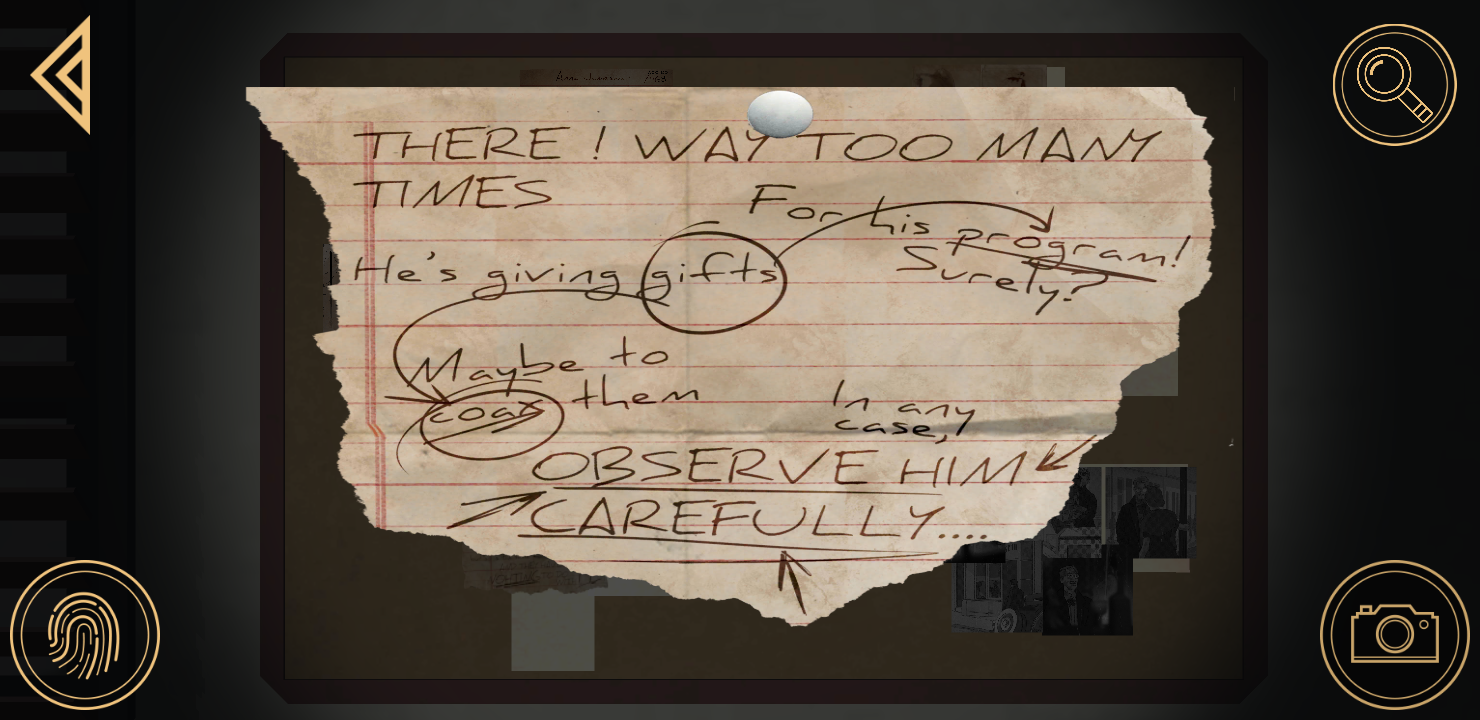 THERE! WAY TOO MANY
TIMES
For his program!
Surely?
He's giving gifts
Maybe to
coax them
In any
case,
OBSERVE HIM
CAREFULLY....